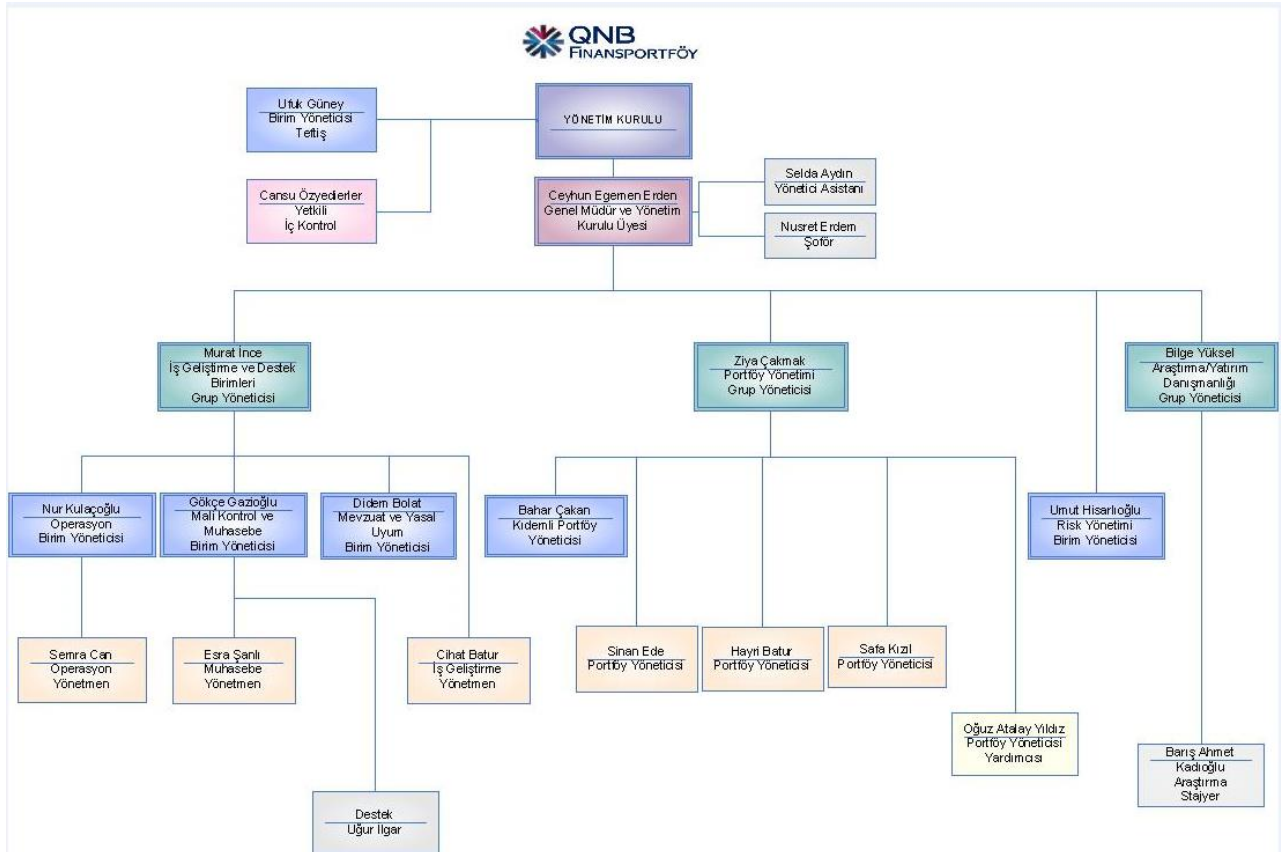 QNB
FİNANSPORTFÖY
Ufuk Güney
Birim Yöneticisi
Teftiş
YÖNETİM KURULU
Cansu Özyedierler
Yetkili
İç Kontrol
Ceyhun Egemen Erden
Genel Müdür ve Yönetim
Kurulu Üyesi
Selda Aydın
Yönetici Asistanı
Nusret Erdem
Şoför
Murat İnce
İş Geliştirme ve Destek
Birimleri
Grup Yöneticisi
Ziya Çakmak
Portföy Yönetimi
Grup Yöneticisi
Bilge Yüksel
Araştırma/Yatırım
Danışmanlığı
Grup Yöneticisi
Nur Kulaçoğlu
Operasyon
Birim Yöneticisi
Gökçe Gazioğlu
Mali Kontrol ve
Muhasebe
Birim Yöneticisi
Didem Bolat
Mevzuat ve Yasal
Uyum
Birim Yöneticisi
Bahar Çakan
Kıdemli Portföy
Yöneticisi
Umut Hisarlıoğlu
Risk Yönetimi
Birim Yöneticisi
Semra Can
Operasyon
Yönetmen
Esra Şanlı
Muhasebe
Yönetmen
Cihat Batur
İş Geliştirme
Yönetmen
Sinan Ede
Portföy Yöneticisi
Hayri Batur
Portföy Yöneticisi
Safa Kızıl
Portföy Yöneticisi
Oğuz Atalay Yıldız
Portföy Yöneticisi
Yardımcısı
Barış Ahmet
Kadıoğlu
Araştırma
Stajyer
Destek
Uğur Ilgar